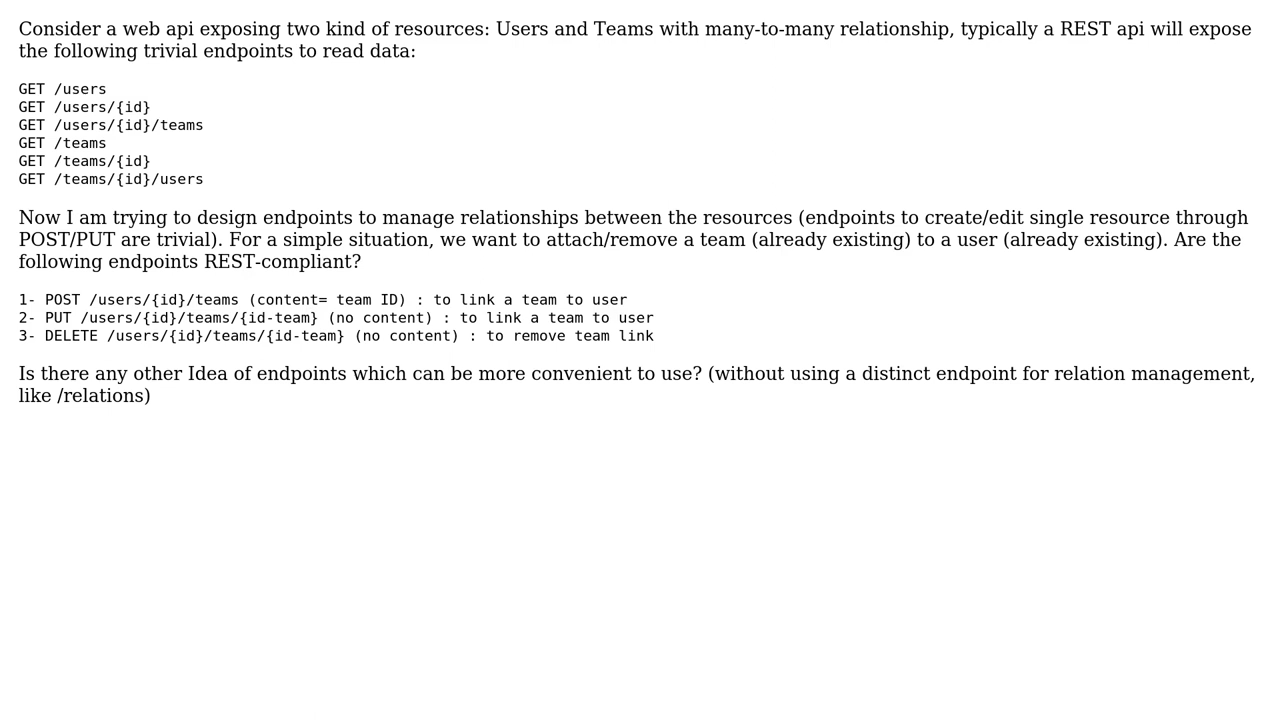 Consider a web api exposing two kind of resources: Users and Teams with many-to-many relationship, typically a REST api will expose
the following trivial endpoints to read data:
GET /users
GET /users/{id}
GET /users/{id}/teams
GET /teams
GET /teams/{id}
GET /teams/{id}/users
Now I am trying to design endpoints to manage relationships between the resources (endpoints to create/edit single resource through
POST/PUT are trivial). For a simple situation, we want to attach/remove a team (already existing) to a user (already existing). Are the
following endpoints REST-compliant?
1- POST /users/{id}/teams (content= team ID) : to link a team to user
2- PUT /users/{id}/teams/{id-team} (no content) : to link a team to user
3- DELETE /users/{id}/teams/{id-team} (no content) : to remove team link
Is there any other Idea of endpoints which can be more convenient to use? (without using a distinct endpoint for relation management,
like /relations)